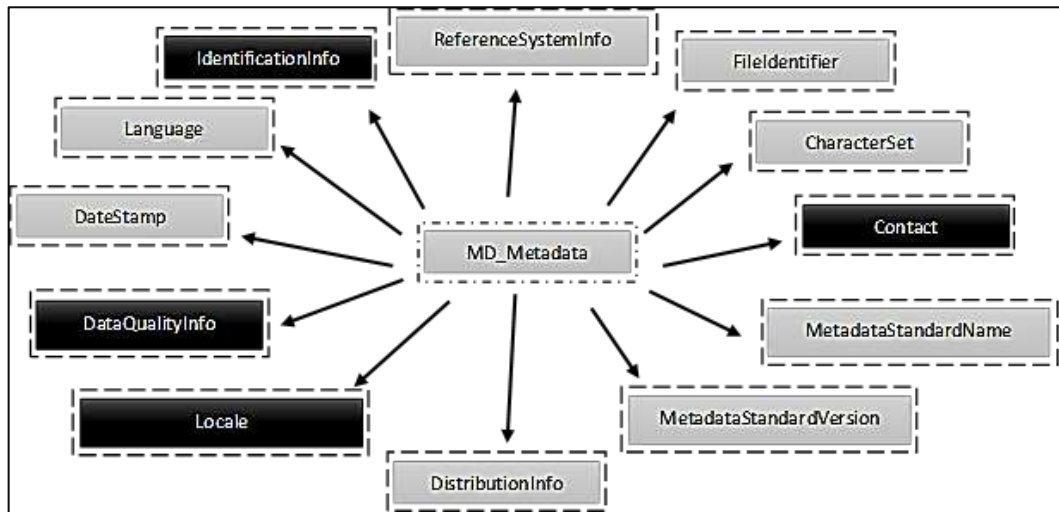 ReferenceSystemInfo
IdentificationInfo
FileIdentifier
Language
CharacterSet
DateStamp
Contact
MD_Metadata
DataQualityInfo
MetadataStandardName
Locale
MetadataStandardVersion
DistributionInfo